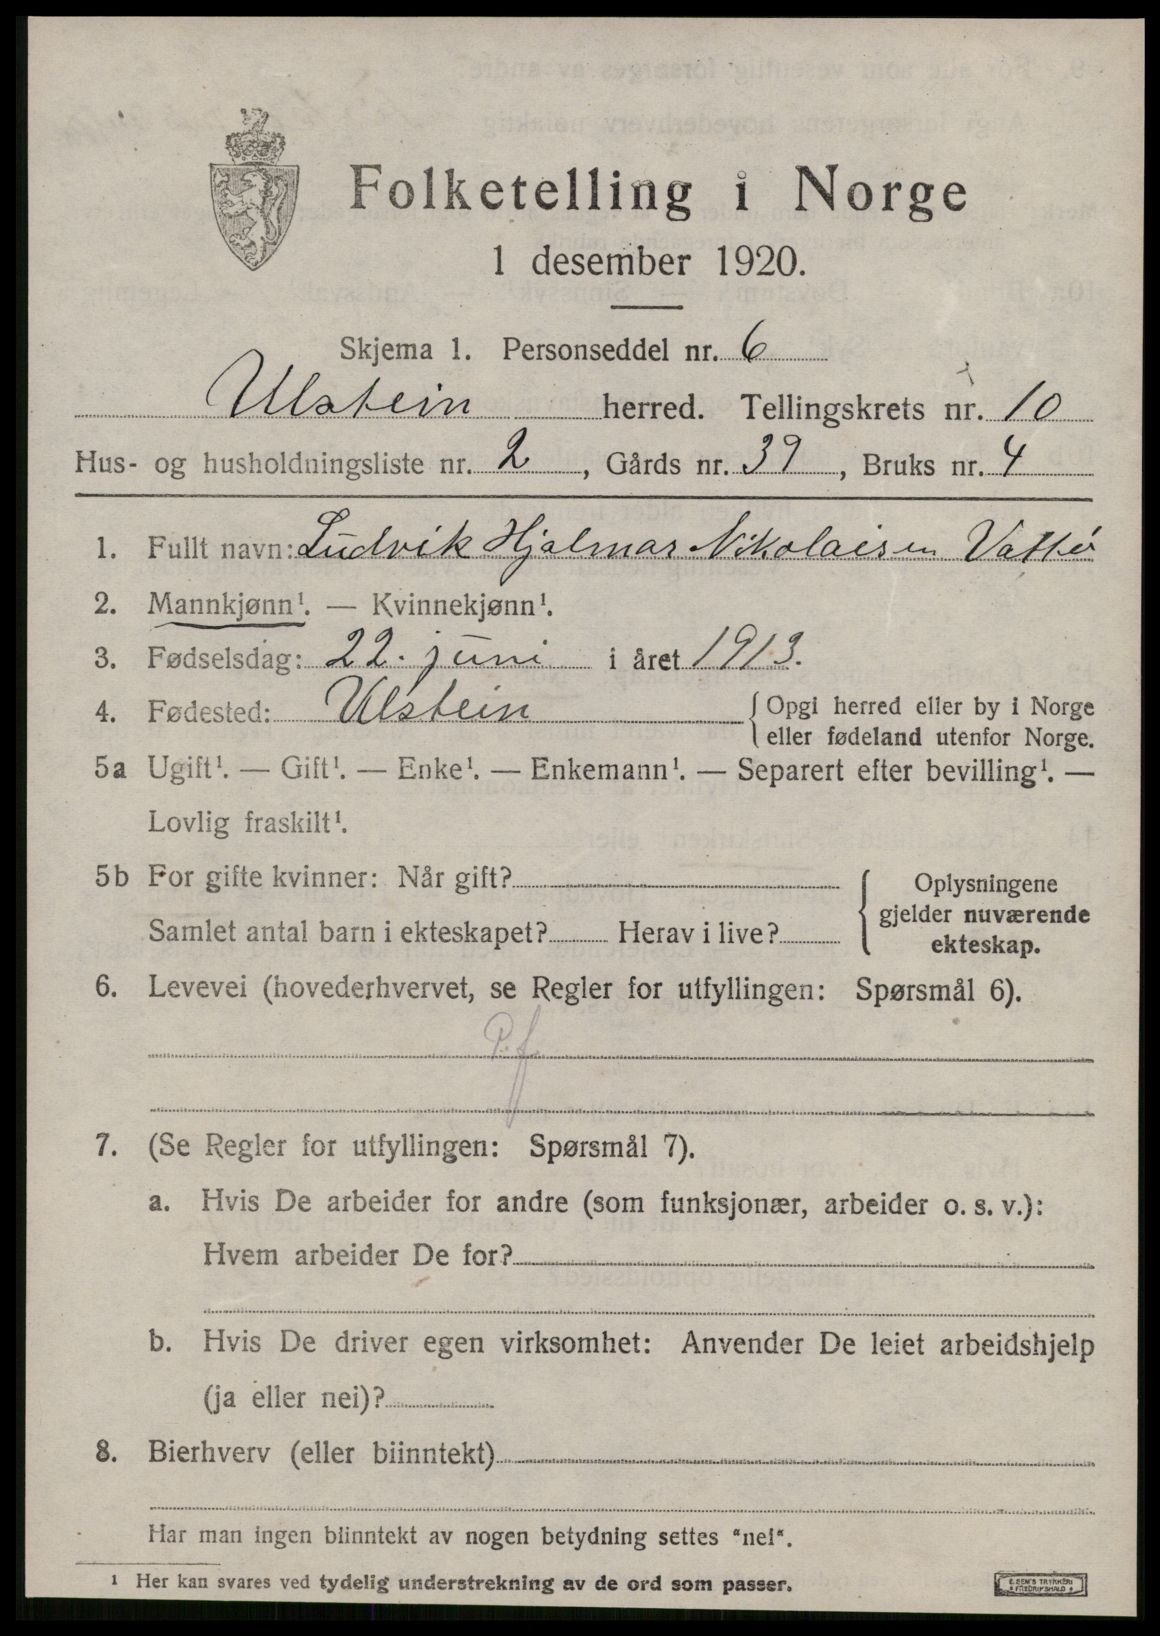 Folketelling i Norge
1 desember 1920.
Skjema 1. Personseddel nr. 6
Ulstein herred. Tellingskrets nr. 10
Hus- og husholdningsliste nr. 2, Gårds nr. 39, Bruks nr. 4
1. Fullt navn: Ludvik Hjalmar Nikolaisen Vattö
2. Mannkjønn¹. — Kvinnekjønn¹.
3. Fødselsdag: 22. juni i året 1913.
4. Fødested: Ulstein { Opgi herred eller by i Norge
eller fødeland utenfor Norge.
5a Ugift¹. — Gift¹. — Enke¹. — Enkemann¹. — Separert efter bevilling¹. —
Lovlig fraskilt¹.
5b For gifte kvinner: Når gift?
Samlet antal barn i ekteskapet? Herav i live?
{ Oplysningene
gjelder nuværende
ekteskap.
6. Levevei (hovederhvervet, se Regler for utfyllingen: Spørsmål 6).
P.f.
7. (Se Regler for utfyllingen: Spørsmål 7).
a. Hvis De arbeider for andre (som funksjonær, arbeider o. s. v.):
Hvem arbeider De for?
b. Hvis De driver egen virksomhet: Anvender De leiet arbeidshjelp
(ja eller nei)?
8. Bierhverv (eller biinntekt)
Har man ingen biinntekt av nogen betydning settes "nei".
¹ Her kan svares ved tydelig understrekning av de ord som passer.
E. SEM'S TRYKKERI
FREDRIKSHALD